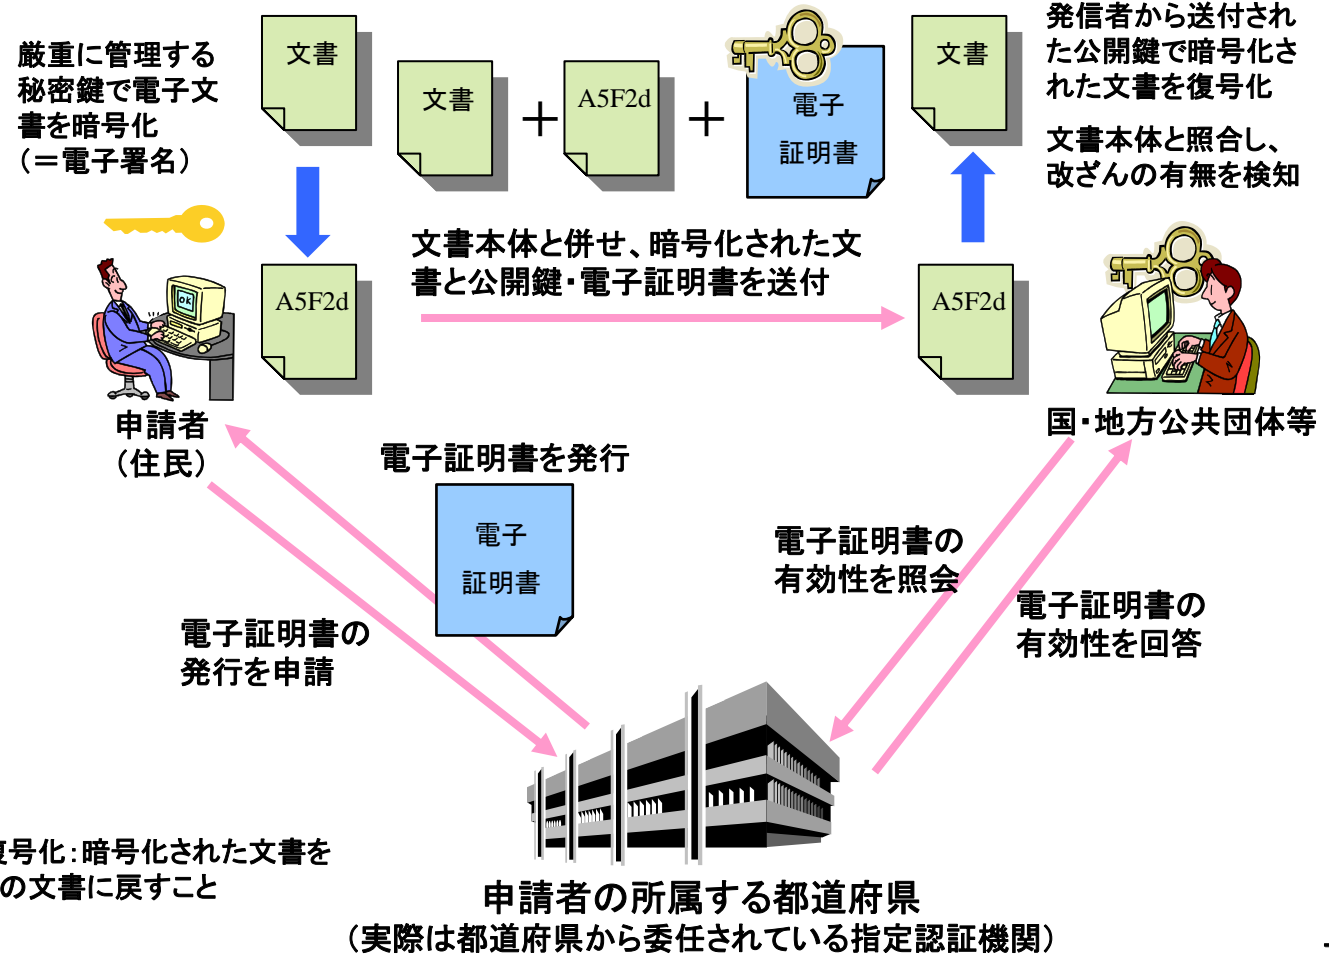 厳重に管理する
秘密鍵で電子文
書を暗号化
（＝電子署名）
文書
文書
＋
A5F2d
＋
電子
証明書
文書
発信者から送付され
た公開鍵で暗号化さ
れた文書を復号化
文書本体と照合し、
改ざんの有無を検知
文書本体と併せ、暗号化された文
書と公開鍵・電子証明書を送付
OK
A5F2d
A5F2d
申請者
（住民）
国・地方公共団体等
電子証明書を発行
電子
証明書
電子証明書の
発行を申請
電子証明書の
有効性を照会
電子証明書の
有効性を回答
復号化：暗号化された文書を
の文書に戻すこと
申請者の所属する都道府県
（実際は都道府県から委任されている指定認証機関）